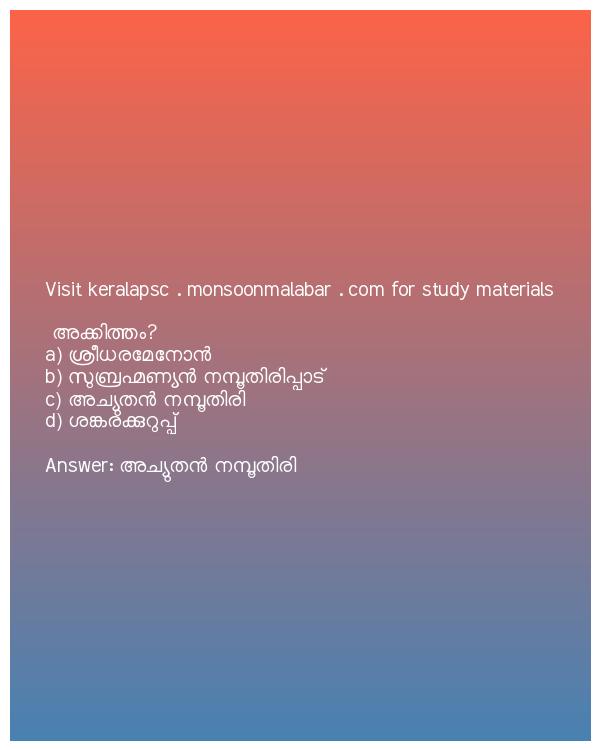 Visit keralapsc . monsoonmalabar . com for study materials
അക്കിത്തം?
a) ശ്രീധരമേനോൻ
b) സുബ്രഹ്മണ്യൻ നമ്പൂതിരിപ്പാട്
c) അച്യുതൻ നമ്പൂതിരി
d) ശങ്കരക്കുറുപ്പ്
Answer: അച്യുതൻ നമ്പൂതിരി